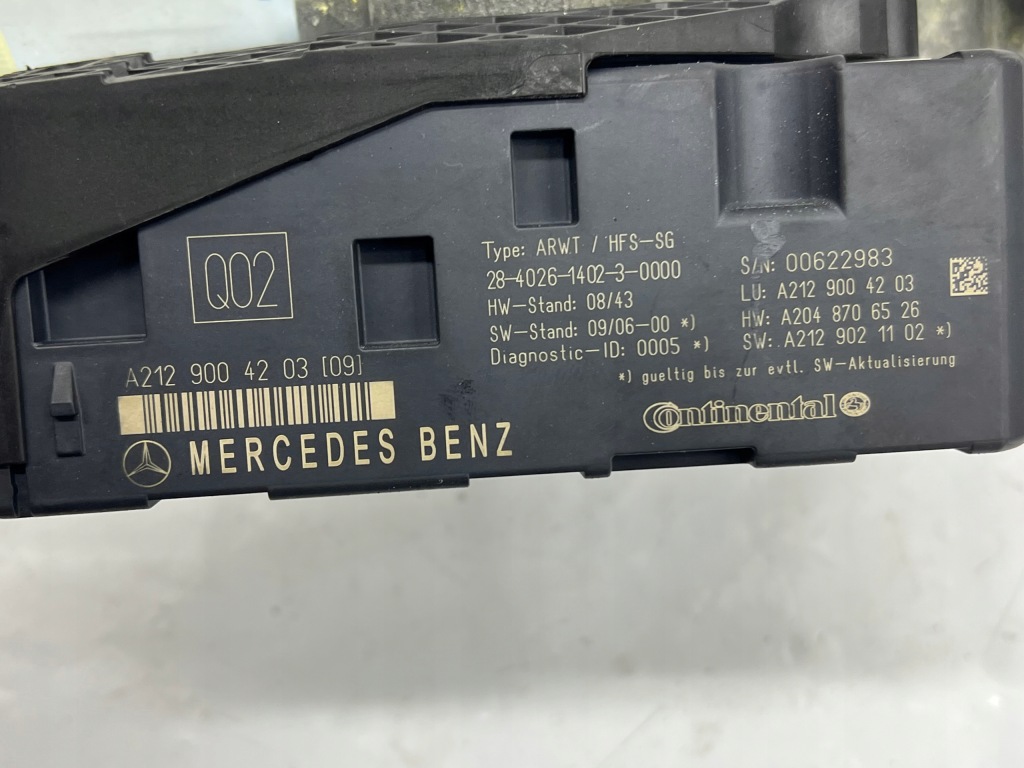 Q02
A212 900 42 03 [09]
MERCEDES BENZ
Type: ARWT / HFS-SG
28-4026-1402-3-0000
HW-Stand: 08/43
SW-Stand: 09/06-00 *)
Diagnostic-ID: 0005 *)
S/N: 00622983
LU: A212 900 42 03
HW: A204 870 65 26
SW: A212 902 11 02 *)
*) gueltig bis zur evtl. SW-Aktualisierung
Continental